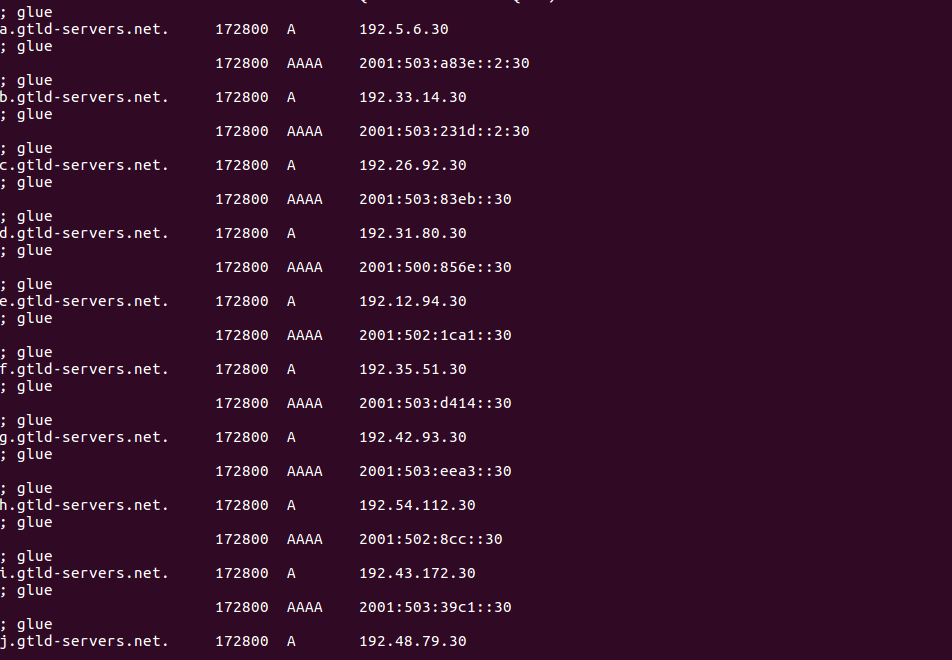 ; glue
a.gtld-servers.net. 172800 A 192.5.6.30
; glue
172800 AAAA 2001:503:a83e::2:30
; glue
b.gtld-servers.net. 172800 A 192.33.14.30
; glue
172800 AAAA 2001:503:231d::2:30
; glue
c.gtld-servers.net. 172800 A 192.26.92.30
; glue
172800 AAAA 2001:503:83eb::30
; glue
d.gtld-servers.net. 172800 A 192.31.80.30
; glue
172800 AAAA 2001:500:856e::30
; glue
e.gtld-servers.net. 172800 A 192.12.94.30
; glue
172800 AAAA 2001:502:1ca1::30
; glue
f.gtld-servers.net. 172800 A 192.35.51.30
; glue
172800 AAAA 2001:503:d414::30
; glue
g.gtld-servers.net. 172800 A 192.42.93.30
; glue
172800 AAAA 2001:503:eea3::30
; glue
h.gtld-servers.net. 172800 A 192.54.112.30
; glue
172800 AAAA 2001:502:8cc::30
; glue
i.gtld-servers.net. 172800 A 192.43.172.30
; glue
172800 AAAA 2001:503:39c1::30
; glue
j.gtld-servers.net. 172800 A 192.48.79.30